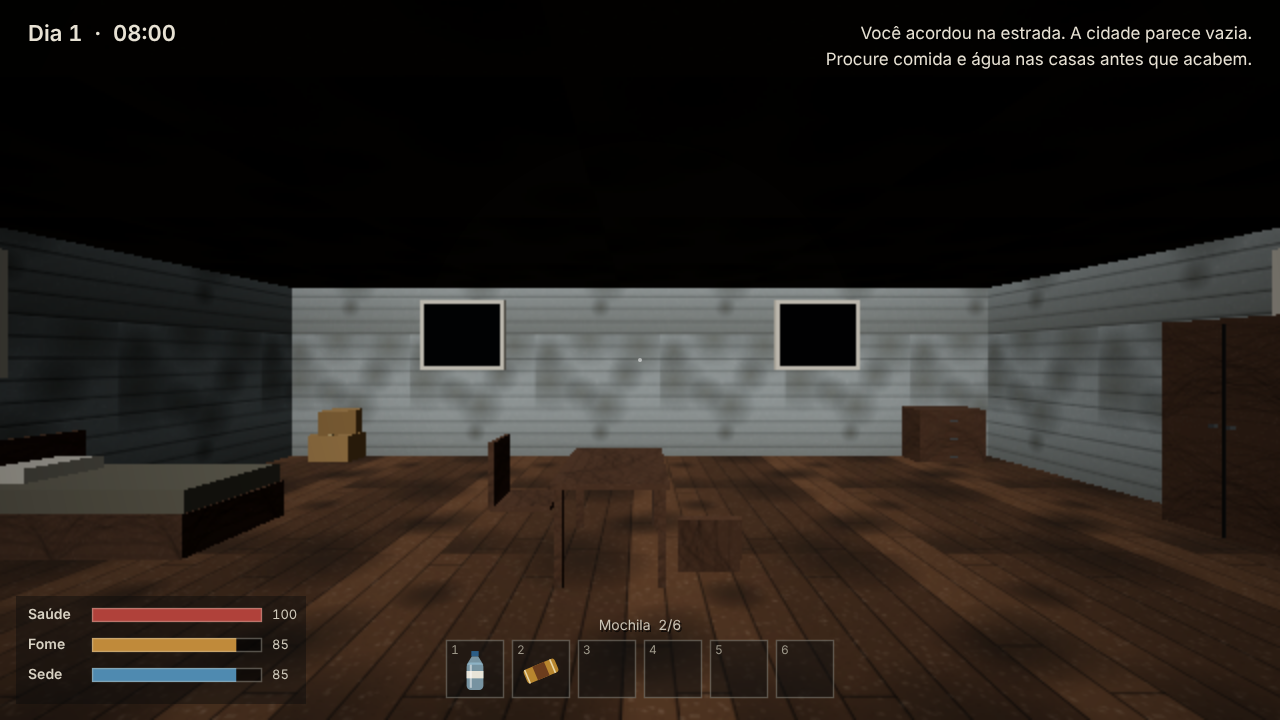 Dia 1 · 08:00
Você acordou na estrada. A cidade parece vazia.
Procure comida e água nas casas antes que acabem.
Saúde 100
Fome 85
Sede 85
Mochila 2/6
1 2 3 4 5 6